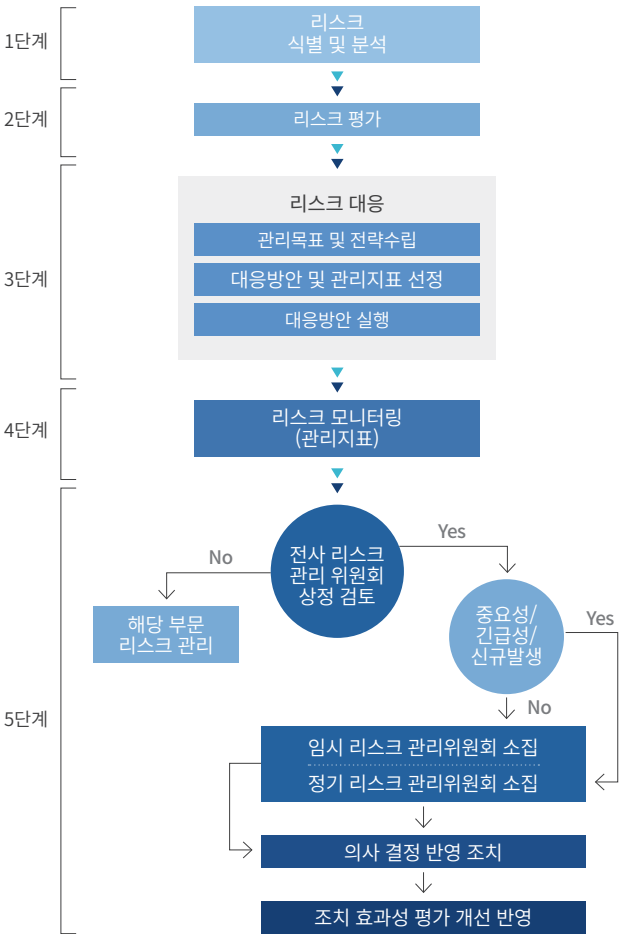 1단계
리스크
식별 및 분석
2단계
리스크 평가
3단계
리스크 대응
관리목표 및 전략수립
대응방안 및 관리지표 선정
대응방안 실행
4단계
리스크 모니터링
(관리지표)
5단계
전사 리스크
관리 위원회
상정 검토
No
Yes
해당 부문
리스크 관리
중요성/
긴급성/
신규발생
Yes
No
임시 리스크 관리위원회 소집
정기 리스크 관리위원회 소집
의사 결정 반영 조치
조치 효과성 평가 개선 반영